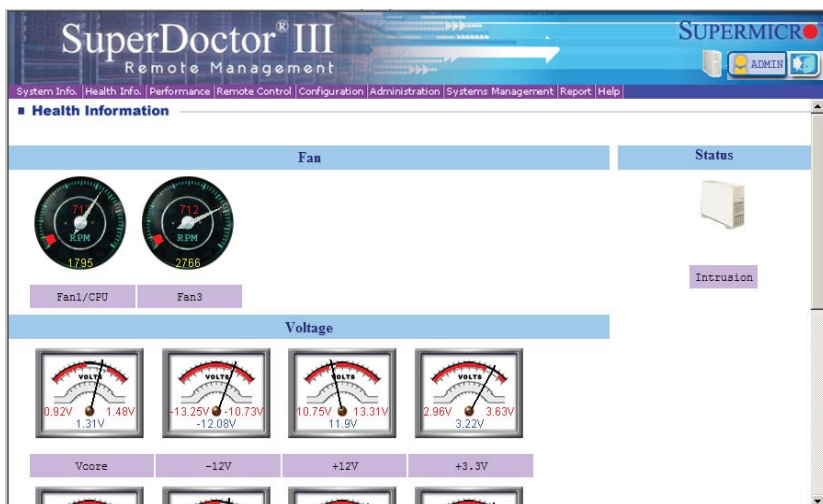 SuperDoctor® III
Remote Management
SUPERMICRO
ADMIN
System Info. Health Info. Performance Remote Control Configuration Administration Systems Management Report Help
Health Information
Fan
Status
712 712
RPM RPM
1795 2766
Intrusion
Fan1/CPU Fan3
Voltage
VOLTS VOLTS VOLTS VOLTS
0.92V 1.48V -13.25V -10.73V 10.75V 13.31V 2.96V 3.63V
1.31V -12.08V 11.9V 3.22V
Vcore -12V +12V +3.3V